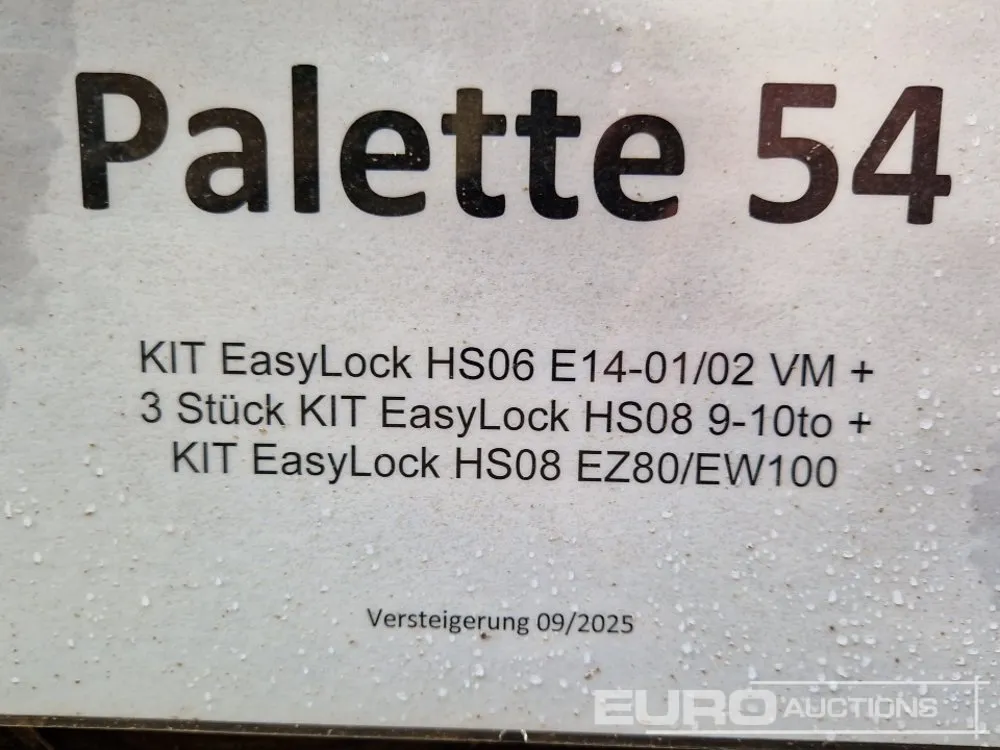 Palette 54
KIT EasyLock HS06 E14-01/02 VM +
3 Stück KIT EasyLock HS08 9-10to +
KIT EasyLock HS08 EZ80/EW100
Versteigerung 09/2025
EURO AUCTIONS